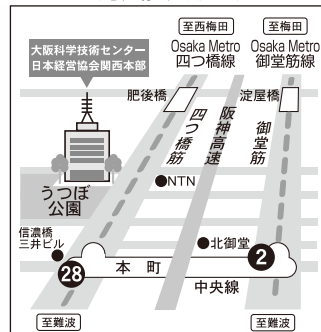 至西梅田
至梅田
大阪科学技術センター
日本経営協会関西本部
Osaka Metro
四つ橋線
Osaka Metro
御堂筋線
肥後橋
淀屋橋
四つ橋筋
阪神高速
御堂筋
NTN
うつぼ
公園
信濃橋
三井ビル
北御堂
2
28
本町
中央線
至難波
至難波